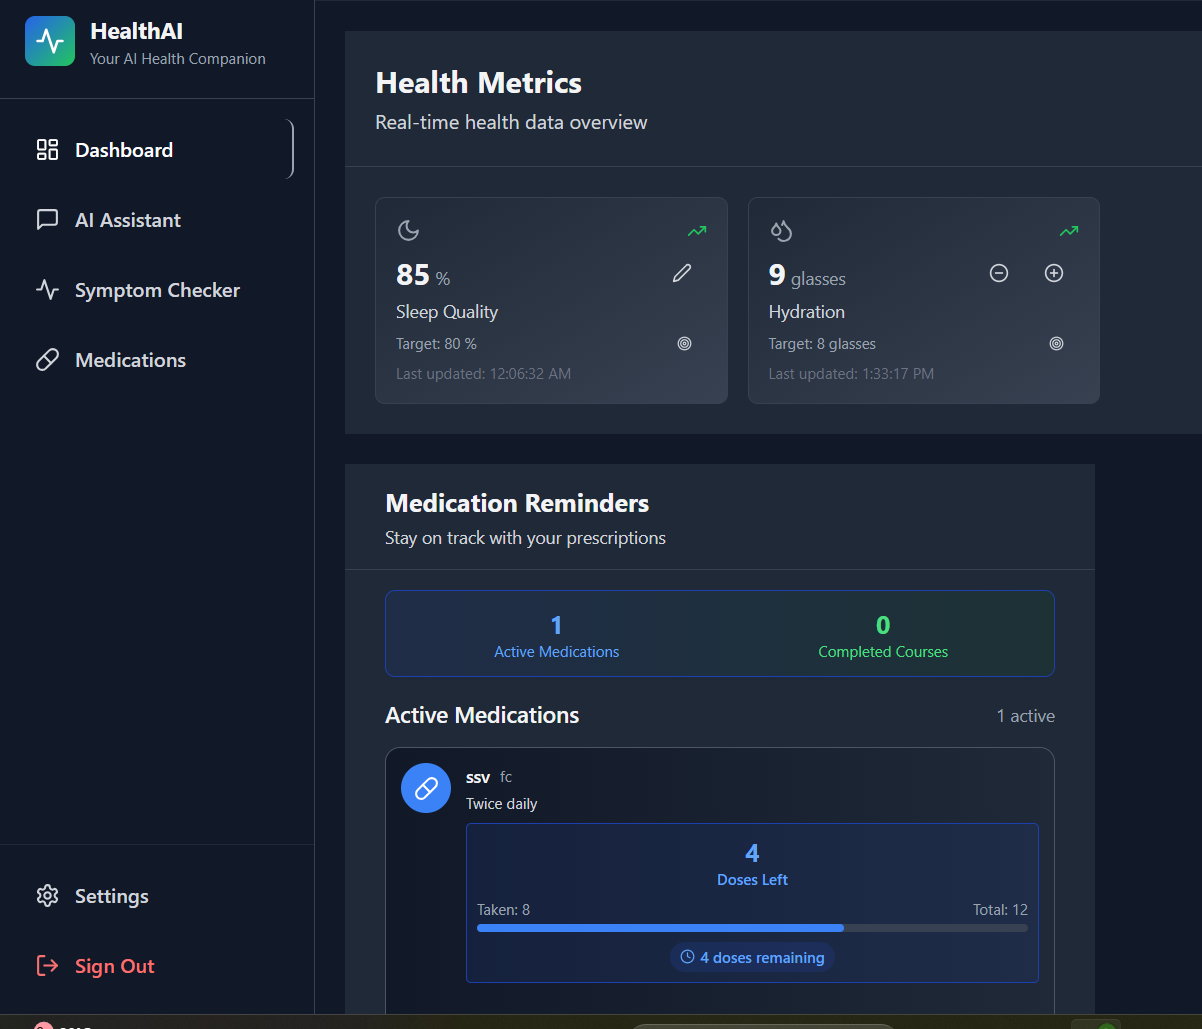 HealthAI
Your AI Health Companion
Dashboard
AI Assistant
Symptom Checker
Medications
Settings
Sign Out
Health Metrics
Real-time health data overview
85 %
Sleep Quality
Target: 80 %
Last updated: 12:06:32 AM
9 glasses
Hydration
Target: 8 glasses
Last updated: 1:33:17 PM
Medication Reminders
Stay on track with your prescriptions
1
Active Medications
0
Completed Courses
Active Medications
1 active
ssv fc
Twice daily
4
Doses Left
Taken: 8
Total: 12
4 doses remaining